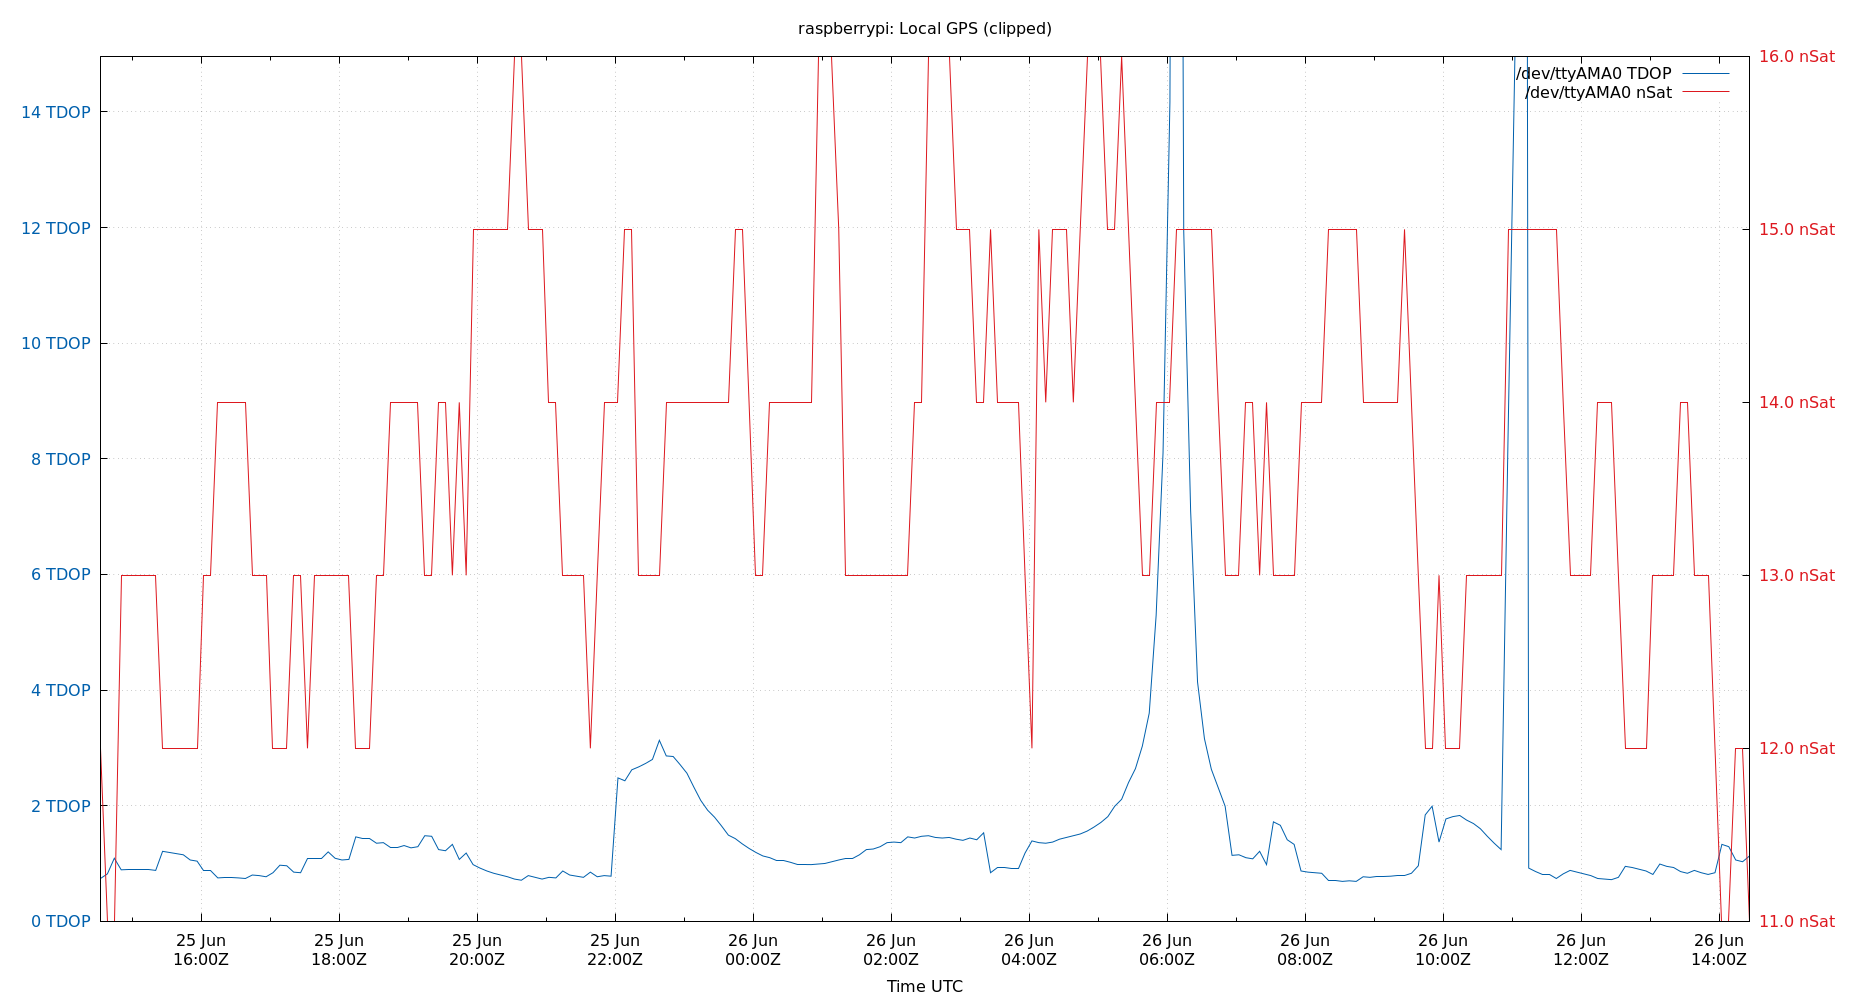 raspberrypi: Local GPS (clipped)
16.0 nSat
/dev/ttyAMA0 TDOP
/dev/ttyAMA0 nSat
14 TDOP
12 TDOP
15.0 nSat
10 TDOP
14.0 nSat
8 TDOP
6 TDOP
13.0 nSat
4 TDOP
12.0 nSat
2 TDOP
0 TDOP
11.0 nSat
25 Jun 25 Jun 25 Jun 25 Jun 26 Jun 26 Jun 26 Jun 26 Jun 26 Jun 26 Jun 26 Jun 26 Jun
16:00Z 18:00Z 20:00Z 22:00Z 00:00Z 02:00Z 04:00Z 06:00Z 08:00Z 10:00Z 12:00Z 14:00Z
Time UTC